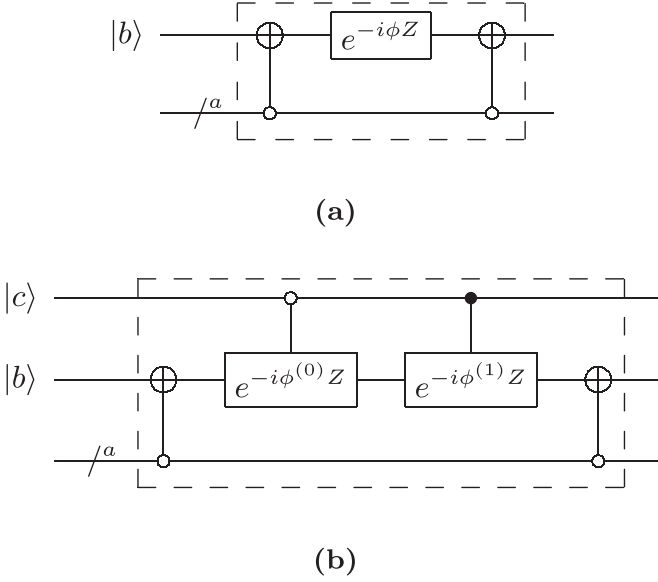 |b⟩ e^{-iϕZ}
a
(a)
|c⟩
|b⟩ e^{-iϕ^{(0)}Z} e^{-iϕ^{(1)}Z}
a
(b)